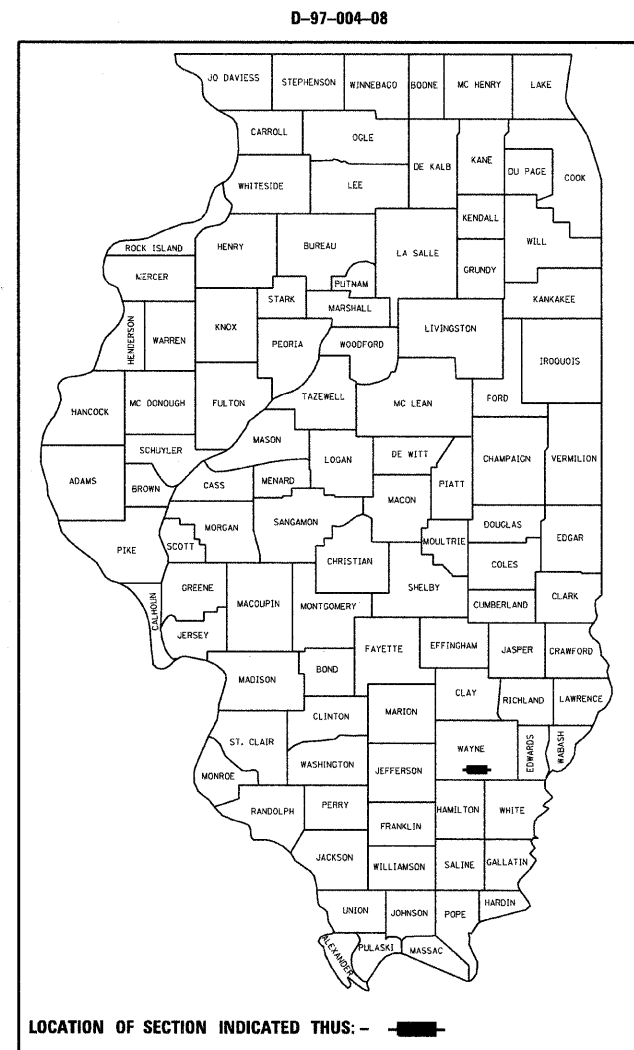 D-97-004-08
JO DAVIESS STEPHENSON WINNEBAGO BOONE MC HENRY LAKE
CARROLL OGLE DE KALB KANE DU PAGE COOK
WHITESIDE LEE
KENDALL
ROCK ISLAND HENRY BUREAU LA SALLE WILL
MERCER PUTNAM GRUNDY
STARK MARSHALL KANKAKEE
HENDERSON WARREN KNOX PEORIA WOODFORD LIVINGSTON IROQUOIS
HANCOCK MC DONOUGH FULTON TAZEWELL MC LEAN FORD
MASON
SCHUYLER LOGAN DE WITT CHAMPAIGN VERMILION
ADAMS BROWN CASS MENARD MACON PIATT
MORGAN SANGAMON DOUGLAS
PIKE SCOTT CHRISTIAN MOULTRIE COLES EDGAR
CALHOUN GREENE MACOUPIN MONTGOMERY SHELBY CUMBERLAND CLARK
JERSEY FAYETTE EFFINGHAM JASPER CRAWFORD
MADISON BOND
CLAY RICHLAND LAWRENCE
CLINTON MARION
ST. CLAIR WAYNE EDWARDS WABASH
MONROE WASHINGTON JEFFERSON
RANDOLPH PERRY HAMILTON WHITE
FRANKLIN
JACKSON WILLIAMSON SALINE GALLATIN
UNION JOHNSON POPE HARDIN
ALEXANDER PULASKI MASSAC
LOCATION OF SECTION INDICATED THUS: -